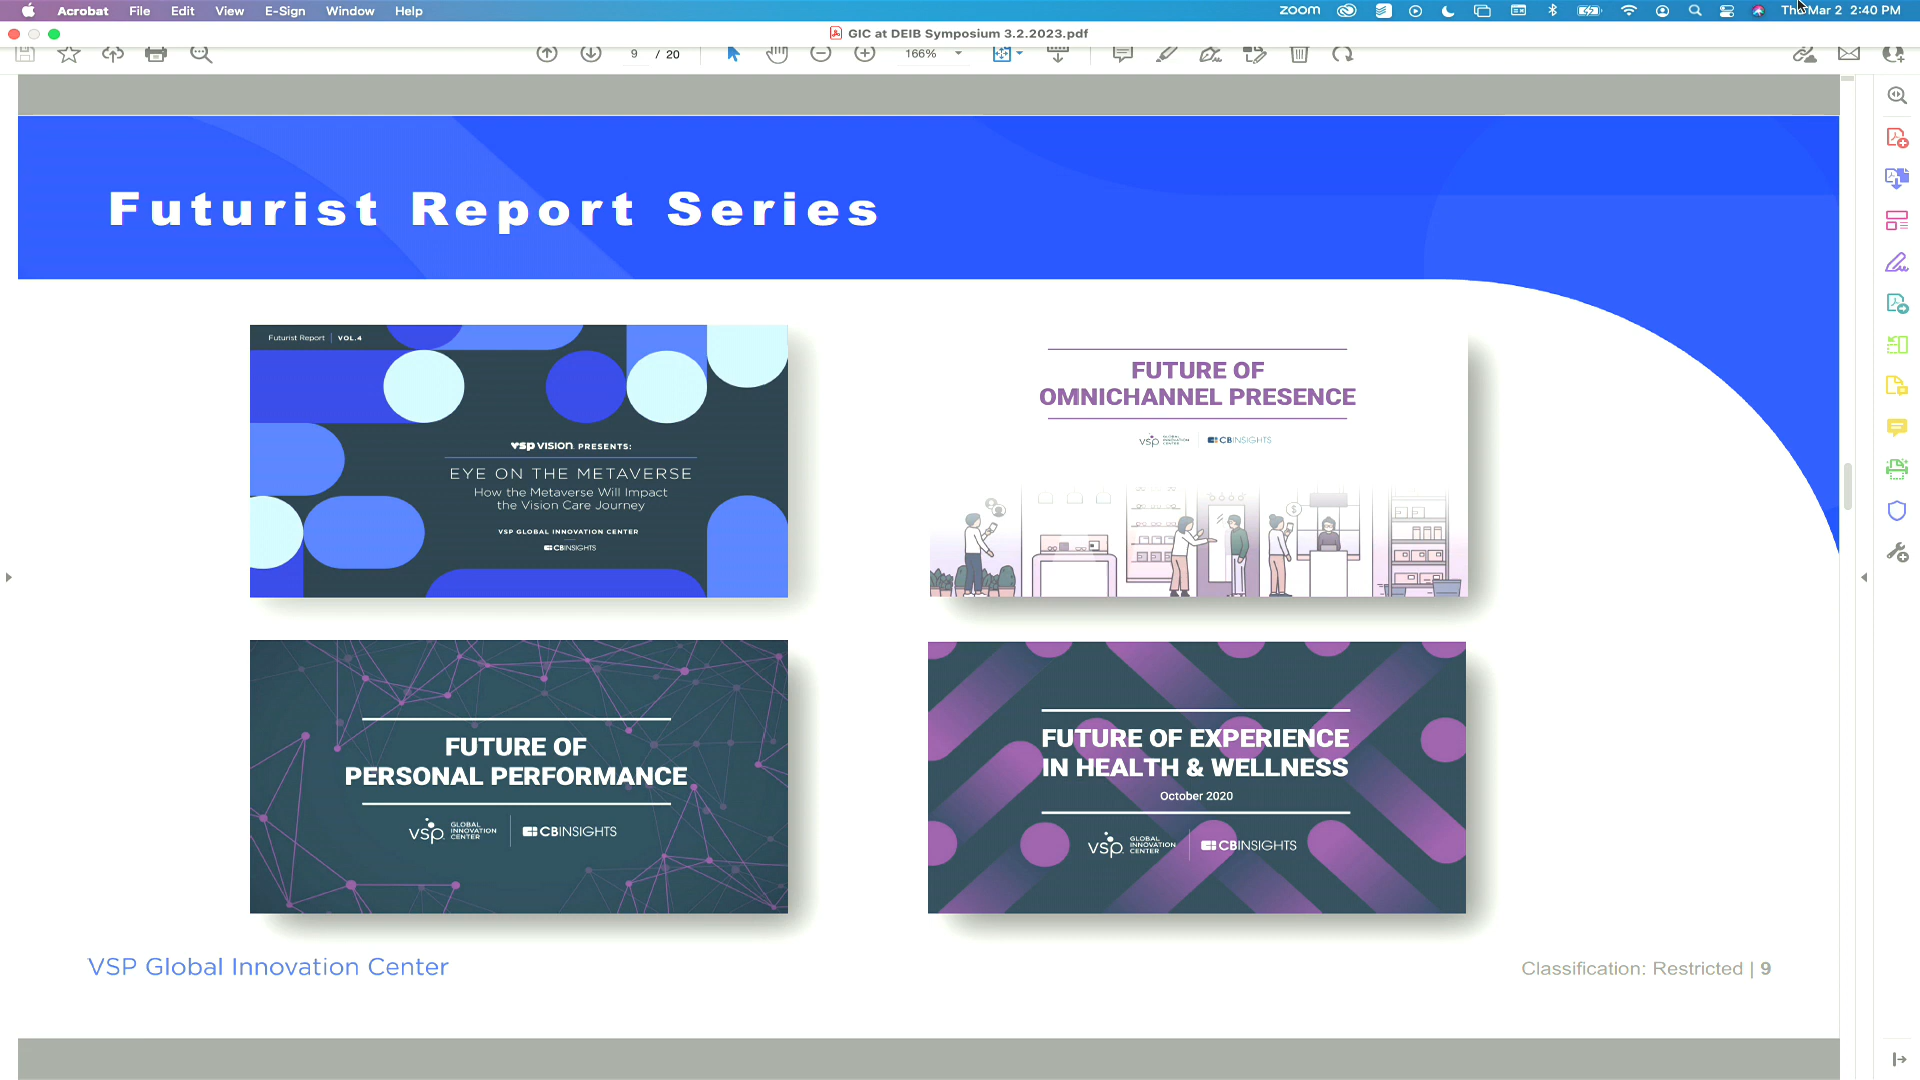 Acrobat File Edit View E-Sign Window Help zoom Thu Mar 2 2:40 PM
GIC at DEIB Symposium 3.2.2023.pdf
9 / 20 166%
Futurist Report Series
Futurist Report | VOL.4
vsp vision PRESENTS:
EYE ON THE METAVERSE
How the Metaverse Will Impact
the Vision Care Journey
VSP GLOBAL INNOVATION CENTER
CBINSIGHTS
FUTURE OF
OMNICHANNEL PRESENCE
vsp GLOBAL INNOVATION CENTER CBINSIGHTS
FUTURE OF
PERSONAL PERFORMANCE
vsp GLOBAL INNOVATION CENTER CBINSIGHTS
FUTURE OF EXPERIENCE
IN HEALTH & WELLNESS
October 2020
vsp GLOBAL INNOVATION CENTER CBINSIGHTS
VSP Global Innovation Center
Classification: Restricted | 9